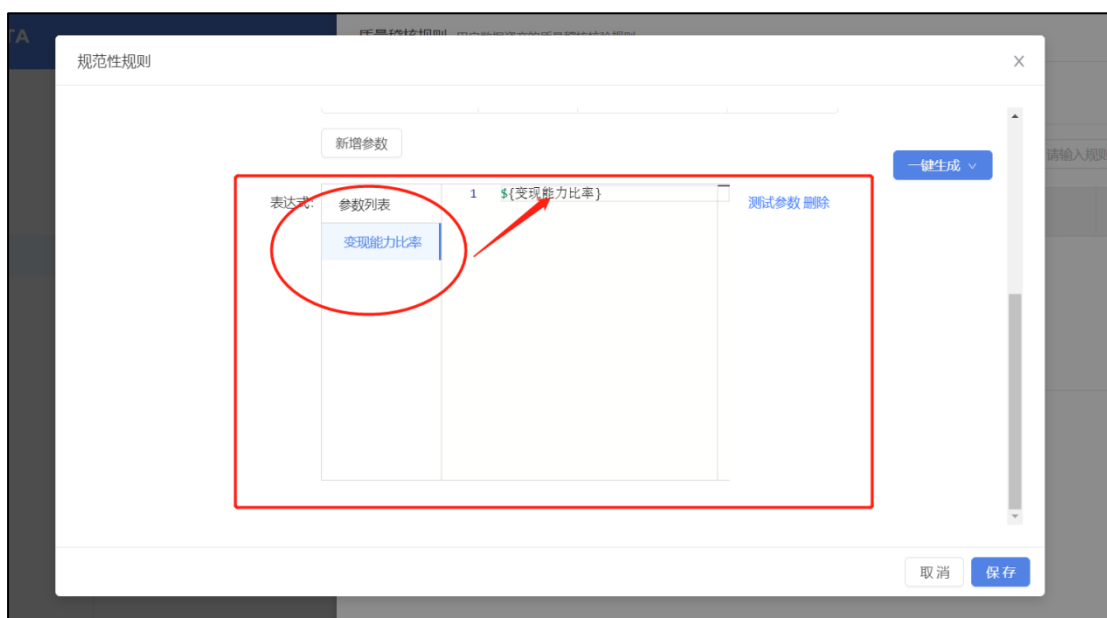 TA
规范性规则
新增参数
一键生成
请输入规则
表达式:
参数列表
变现能力比率
1 ${变现能力比率}
测试参数 删除
取消
保存